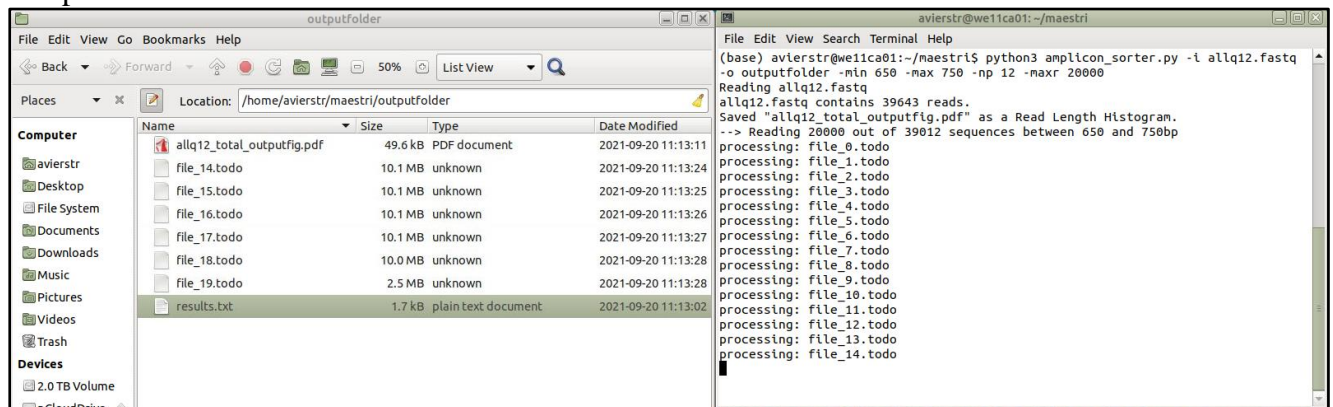 outputfolder
File Edit View Go Bookmarks Help
Back Forward 50% List View
Places Location: /home/avierstr/maestri/outputfolder
Computer
avierstr
Desktop
File System
Documents
Downloads
Music
Pictures
Videos
Trash
Devices
2.0 TB Volume
Name Size Type Date Modified
allq12_total_outputfig.pdf 49.6 kB PDF document 2021-09-20 11:13:11
file_14.todo 10.1 MB unknown 2021-09-20 11:13:24
file_15.todo 10.1 MB unknown 2021-09-20 11:13:25
file_16.todo 10.1 MB unknown 2021-09-20 11:13:26
file_17.todo 10.1 MB unknown 2021-09-20 11:13:27
file_18.todo 10.0 MB unknown 2021-09-20 11:13:28
file_19.todo 2.5 MB unknown 2021-09-20 11:13:28
results.txt 1.7 kB plain text document 2021-09-20 11:13:02
avierstr@we11ca01: ~/maestri
File Edit View Search Terminal Help
(base) avierstr@we11ca01:~/maestri$ python3 amplicon_sorter.py -i allq12.fastq
-o outputfolder -min 650 -max 750 -np 12 -maxr 20000
Reading allq12.fastq
allq12.fastq contains 39643 reads.
Saved "allq12_total_outputfig.pdf" as a Read Length Histogram.
--> Reading 20000 out of 39012 sequences between 650 and 750bp
processing: file_0.todo
processing: file_1.todo
processing: file_2.todo
processing: file_3.todo
processing: file_4.todo
processing: file_5.todo
processing: file_6.todo
processing: file_7.todo
processing: file_8.todo
processing: file_9.todo
processing: file_10.todo
processing: file_11.todo
processing: file_12.todo
processing: file_13.todo
processing: file_14.todo